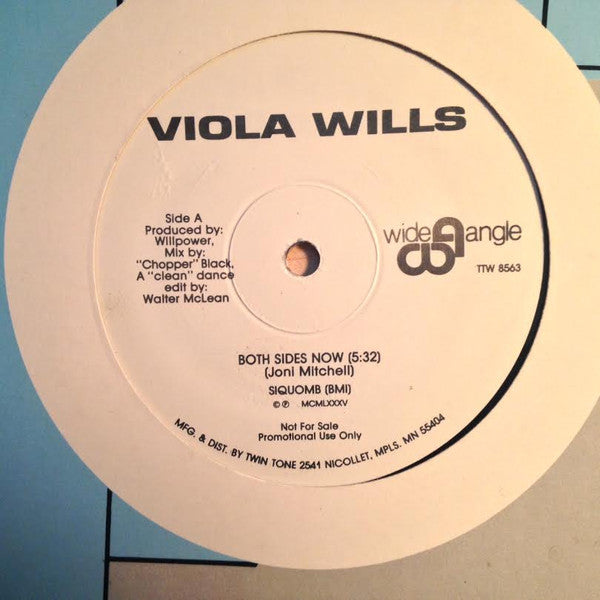 VIOLA WILLS
Side A
Produced by:
Willpower,
Mix by:
"Chopper" Black,
A "clean" dance
edit by:
Walter McLean
wide angle
TTW 8563
BOTH SIDES NOW (5:32)
(Joni Mitchell)
SIQUOMB (BMI)
© ℗ MCMLXXXV
Not For Sale
Promotional Use Only
MFG. & DIST. BY TWIN TONE 2541 NICOLLET, MPLS. MN 55404